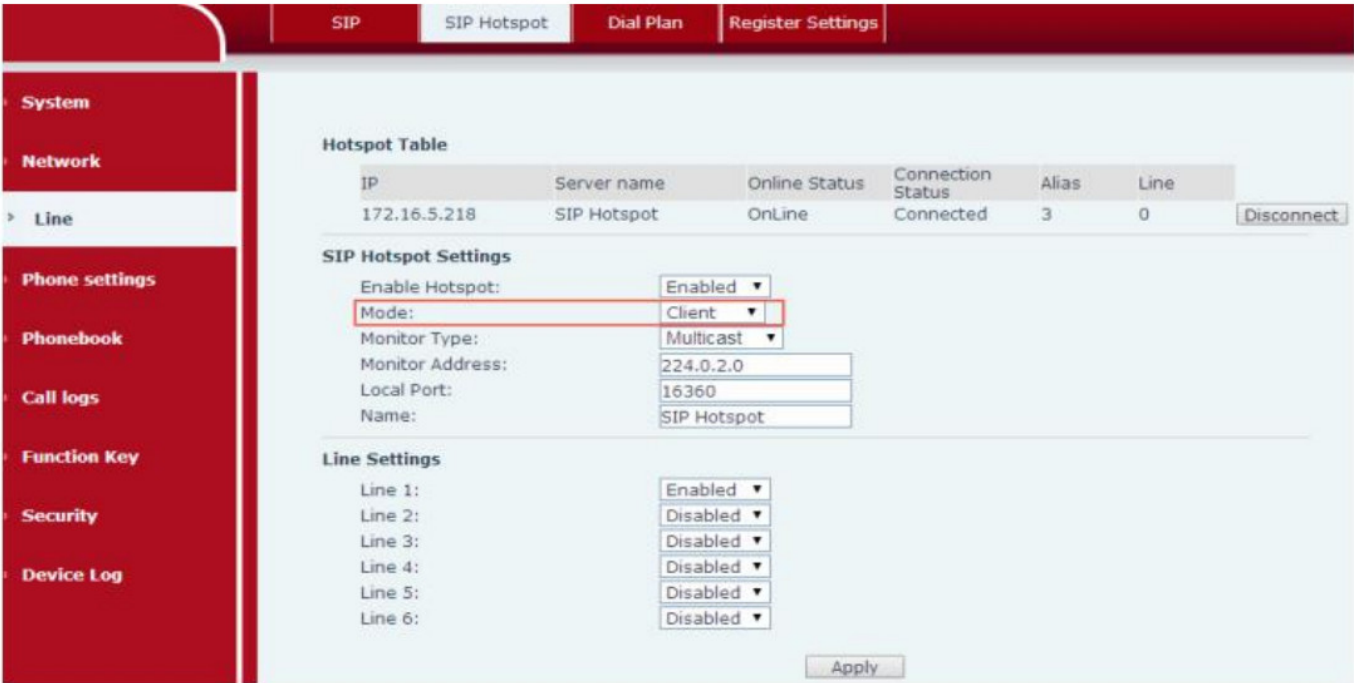 SIP SIP Hotspot Dial Plan Register Settings
System
Network
Line
Phone settings
Phonebook
Call logs
Function Key
Security
Device Log
Hotspot Table
IP Server name Online Status Connection Status Alias Line
172.16.5.218 SIP Hotspot OnLine Connected 3 0 Disconnect
SIP Hotspot Settings
Enable Hotspot: Enabled
Mode: Client
Monitor Type: Multicast
Monitor Address: 224.0.2.0
Local Port: 16360
Name: SIP Hotspot
Line Settings
Line 1: Enabled
Line 2: Disabled
Line 3: Disabled
Line 4: Disabled
Line 5: Disabled
Line 6: Disabled
Apply